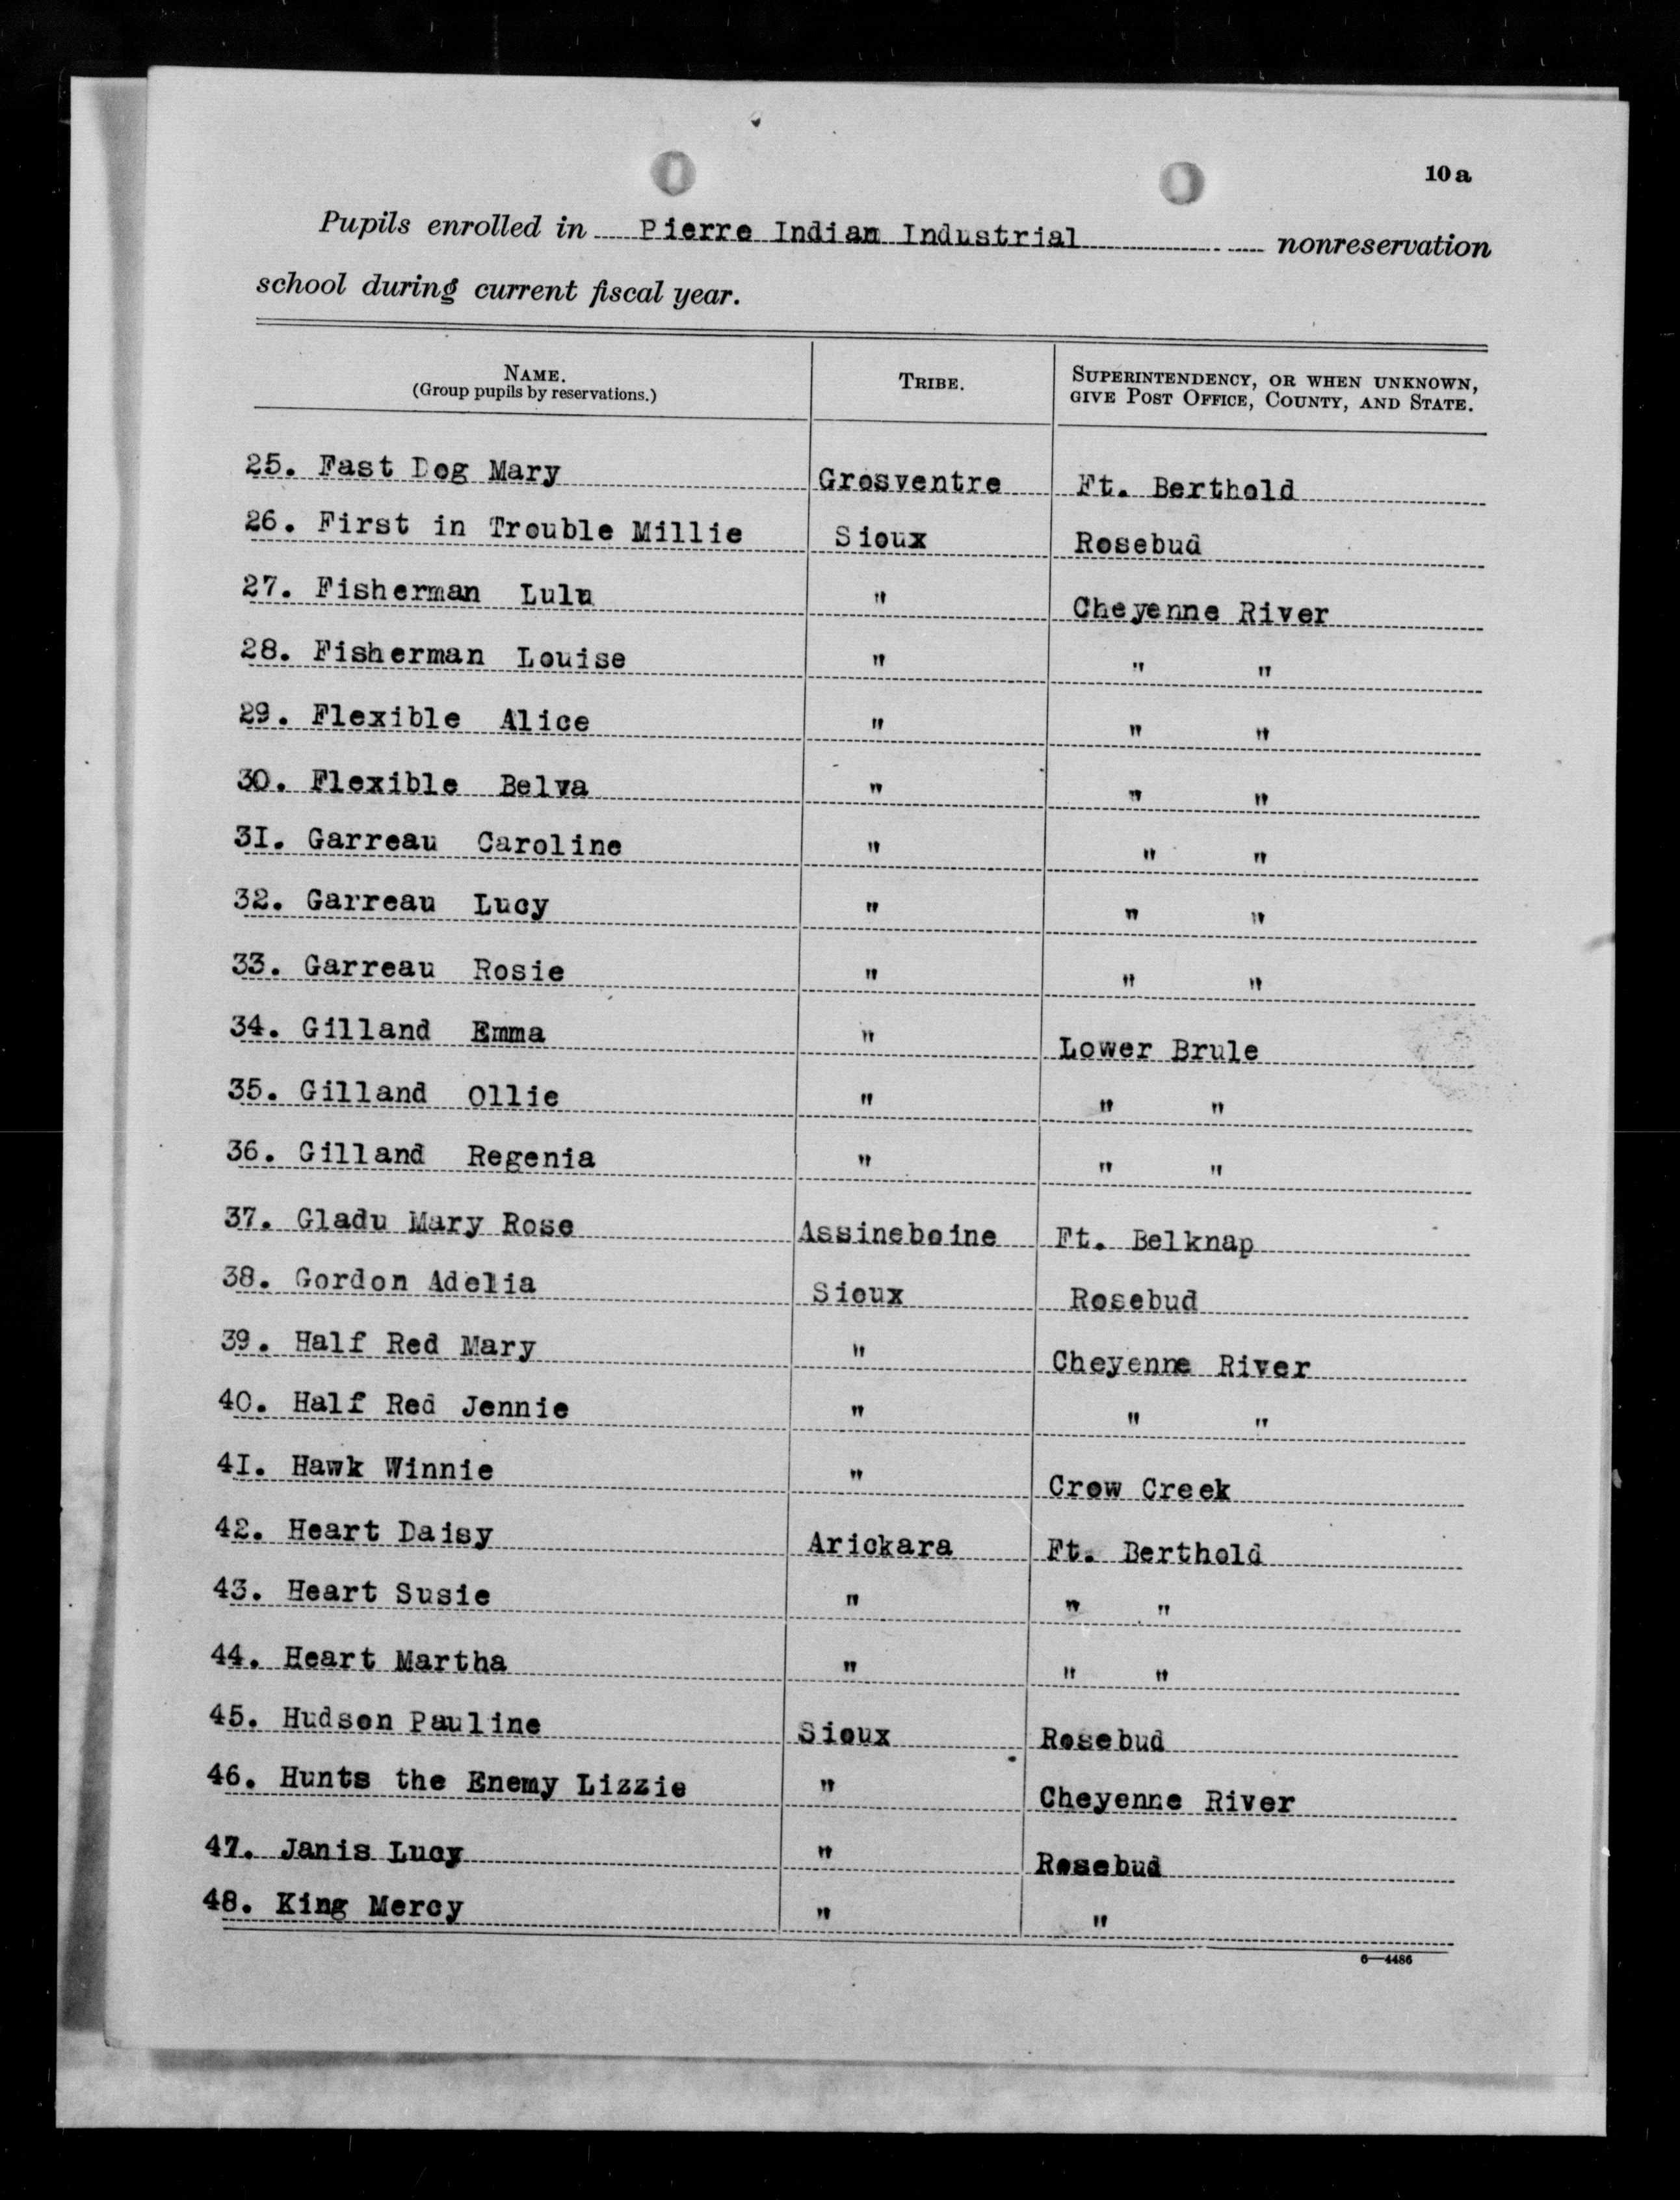 10a
Pupils enrolled in Pierre Indian Industrial nonreservation
school during current fiscal year.
NAME. TRIBE. SUPERINTENDENCY, OR WHEN UNKNOWN,
(Group pupils by reservations.) GIVE POST OFFICE, COUNTY, AND STATE.
25. Fast Dog Mary Grosventre Ft. Berthold
26. First in Trouble Millie Sioux Rosebud
27. Fisherman Lulu " Cheyenne River
28. Fisherman Louise " " "
29. Flexible Alice " " "
30. Flexible Belva " " "
31. Garreau Caroline " " "
32. Garreau Lucy " " "
33. Garreau Rosie " " "
34. Gilland Emma " Lower Brule
35. Gilland Ollie " " "
36. Gilland Regenia " " "
37. Gladu Mary Rose Assineboine Ft. Belknap
38. Gordon Adelia Sioux Rosebud
39. Half Red Mary " Cheyenne River
40. Half Red Jennie " " "
41. Hawk Winnie " Crow Creek
42. Heart Daisy Arickara Ft. Berthold
43. Heart Susie " " "
44. Heart Martha " " "
45. Hudson Pauline Sioux Rosebud
46. Hunts the Enemy Lizzie " Cheyenne River
47. Janis Lucy " Rosebud
48. King Mercy " "
6—4486